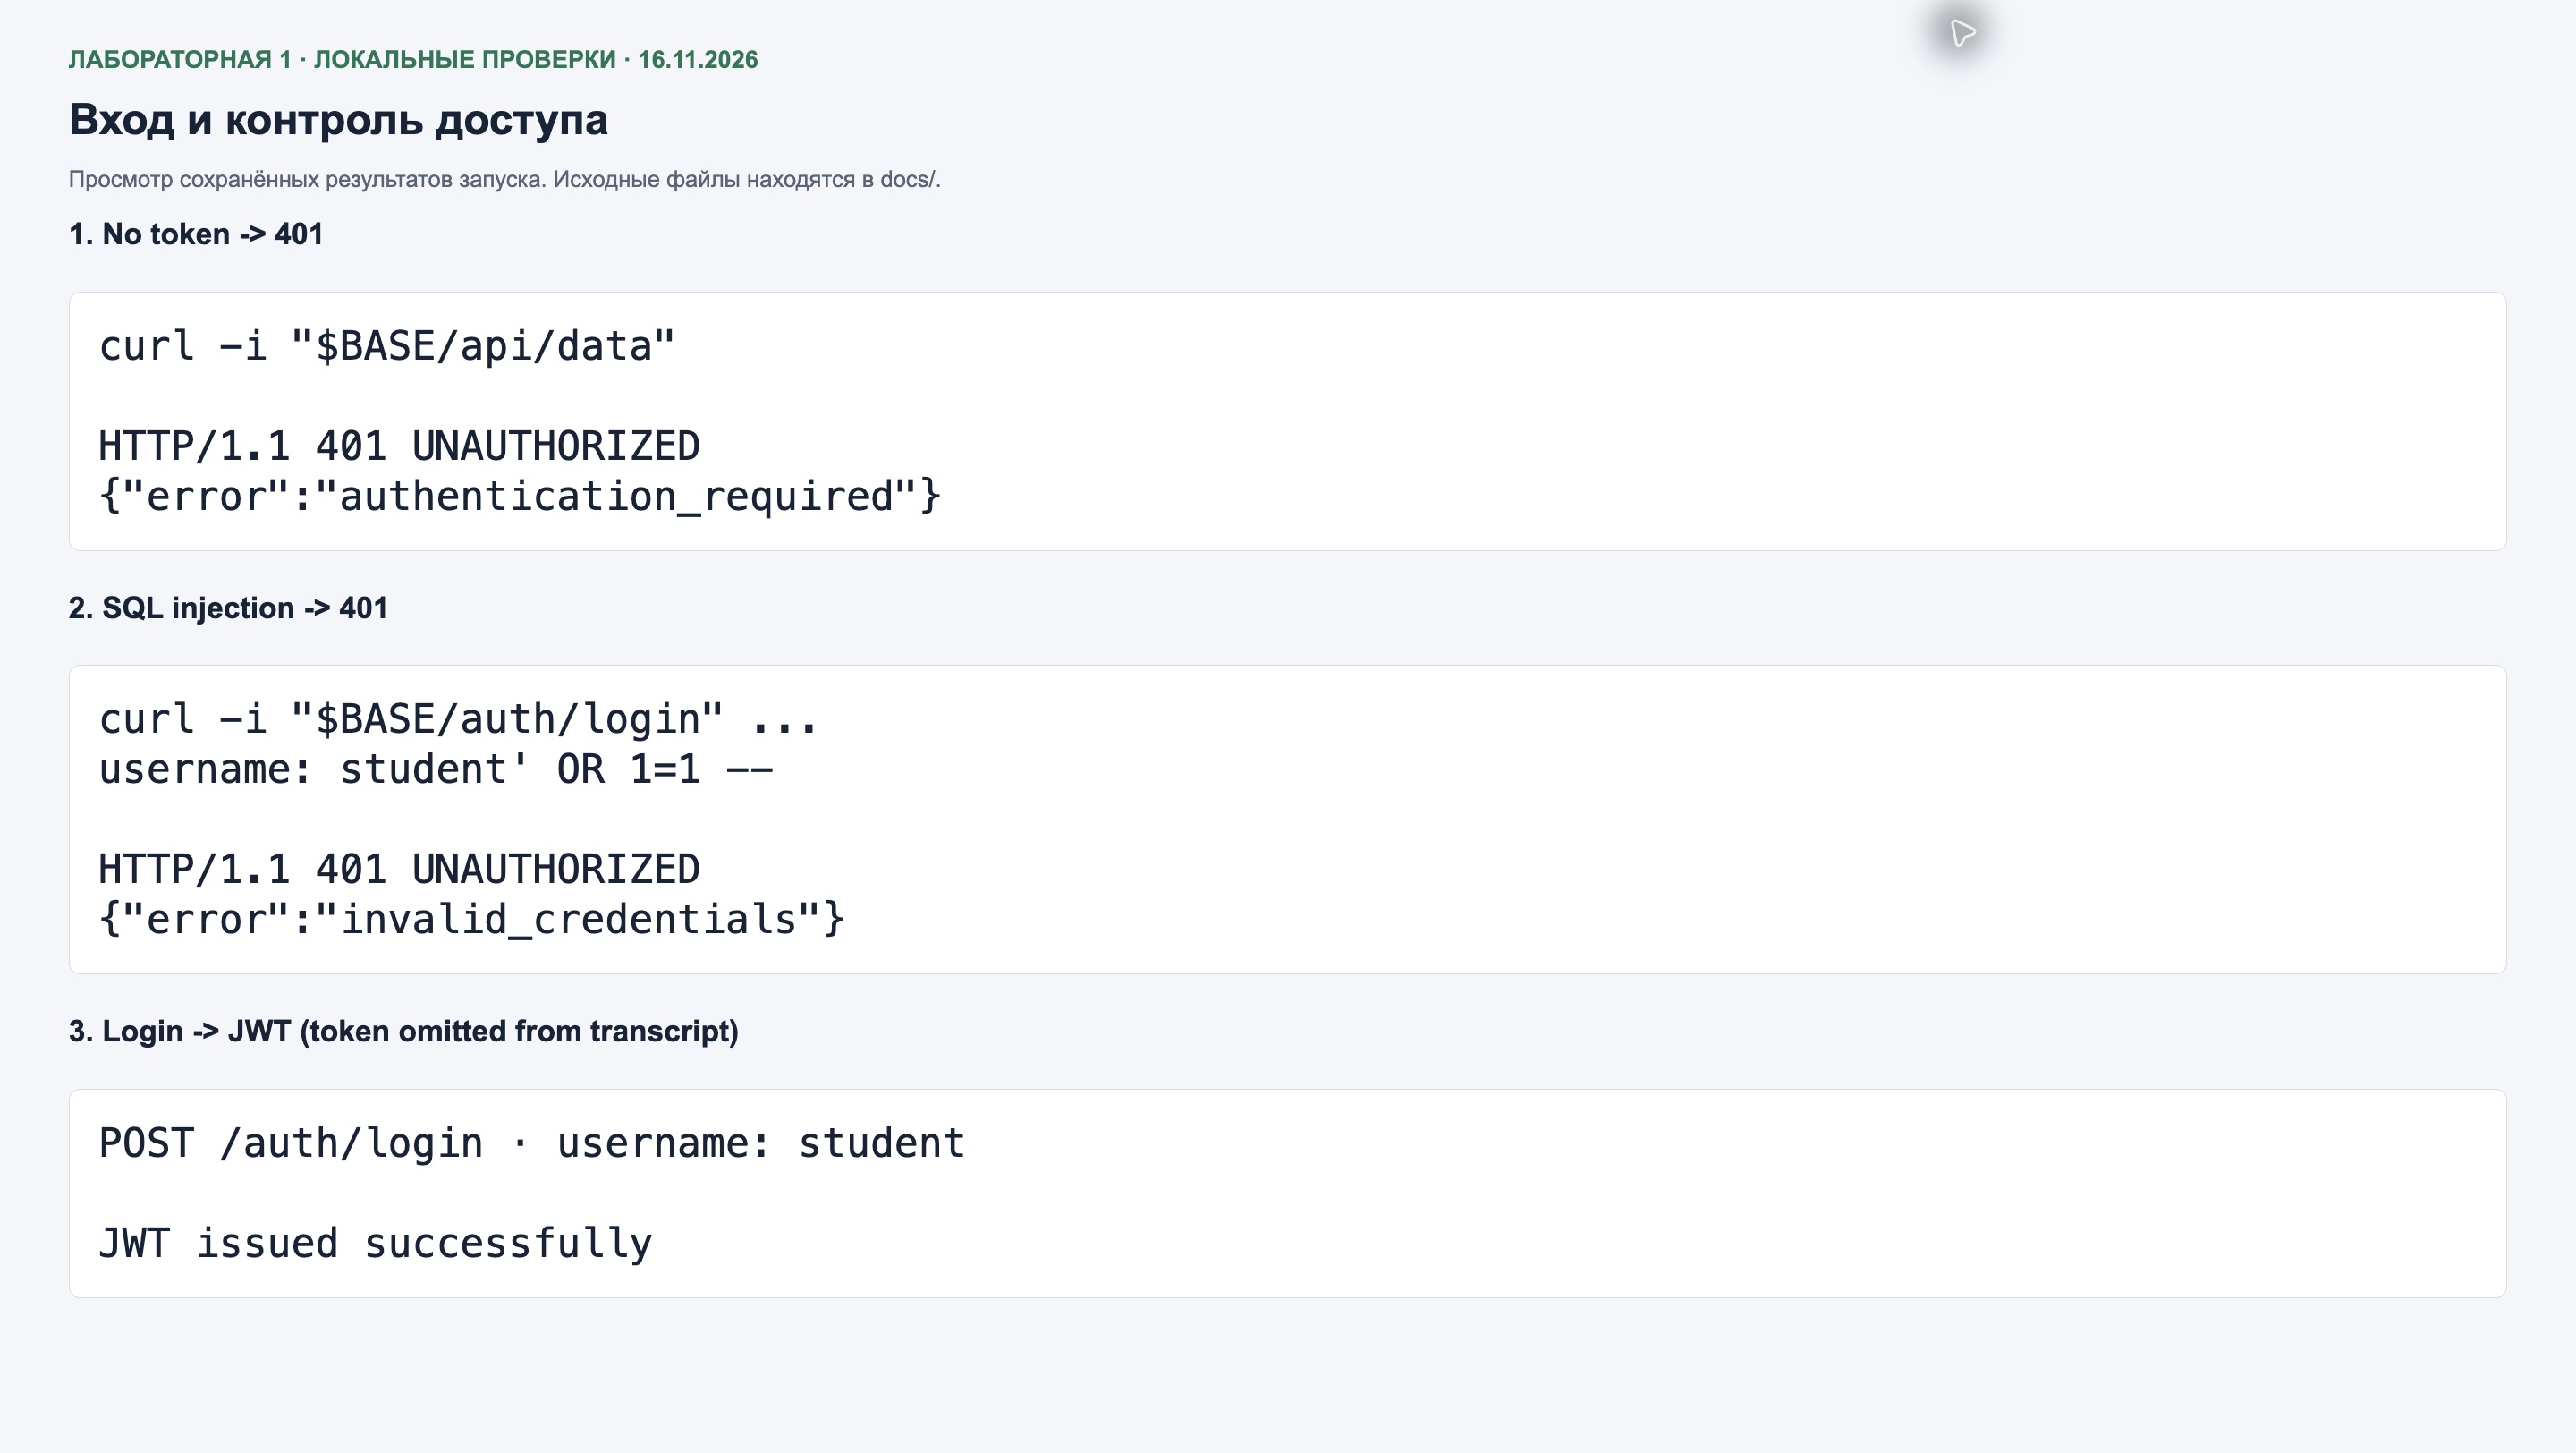 ЛАБОРАТОРНАЯ 1 · ЛОКАЛЬНЫЕ ПРОВЕРКИ · 16.11.2026
Вход и контроль доступа
Просмотр сохранённых результатов запуска. Исходные файлы находятся в docs/.
1. No token -> 401
curl -i "$BASE/api/data"
HTTP/1.1 401 UNAUTHORIZED
{"error":"authentication_required"}
2. SQL injection -> 401
curl -i "$BASE/auth/login" ...
username: student' OR 1=1 --
HTTP/1.1 401 UNAUTHORIZED
{"error":"invalid_credentials"}
3. Login -> JWT (token omitted from transcript)
POST /auth/login · username: student
JWT issued successfully